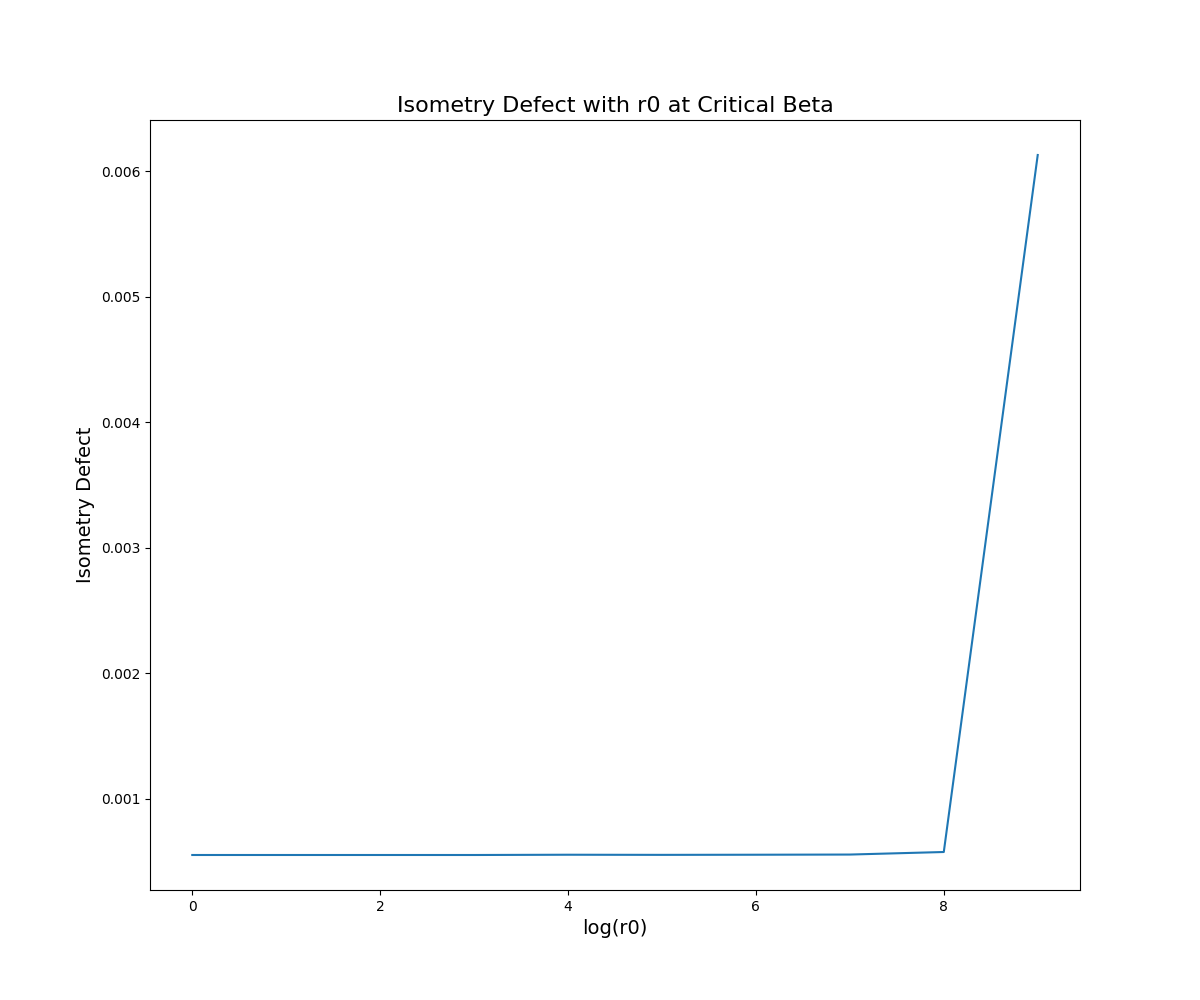 Isometry Defect with r0 at Critical Beta
0.006
0.005
0.004
0.003
0.002
0.001
Isometry Defect
0 2 4 6 8
log(r0)